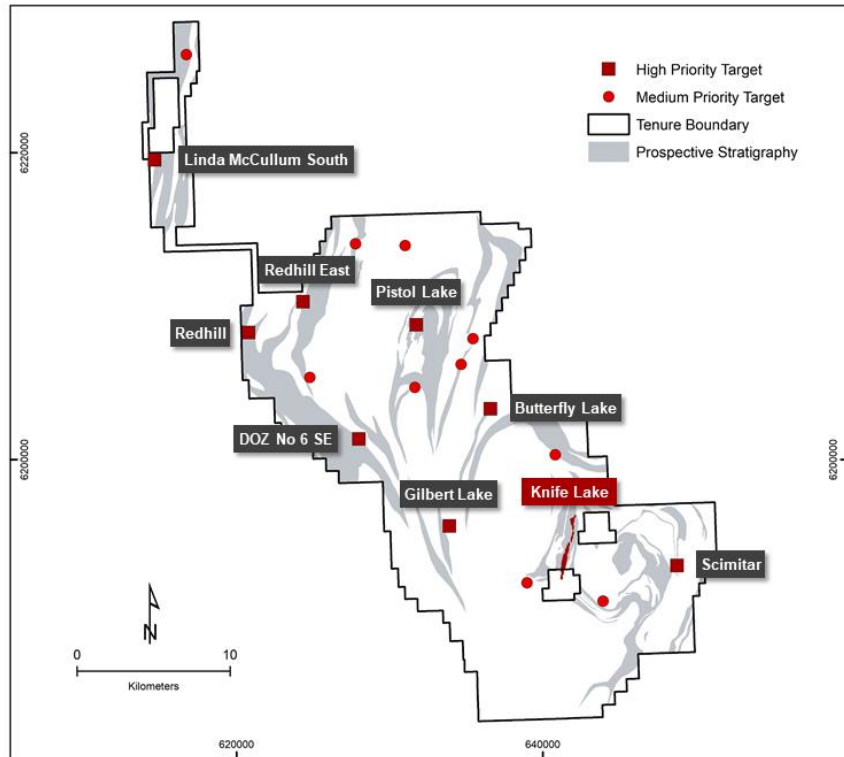 High Priority Target
Medium Priority Target
Tenure Boundary
Prospective Stratigraphy
6220000
Linda McCullum South
Redhill East
Pistol Lake
Redhill
Butterfly Lake
DOZ No 6 SE
6200000
6200000
Gilbert Lake
Knife Lake
Scimitar
N
0
10
Kilometers
620000
640000